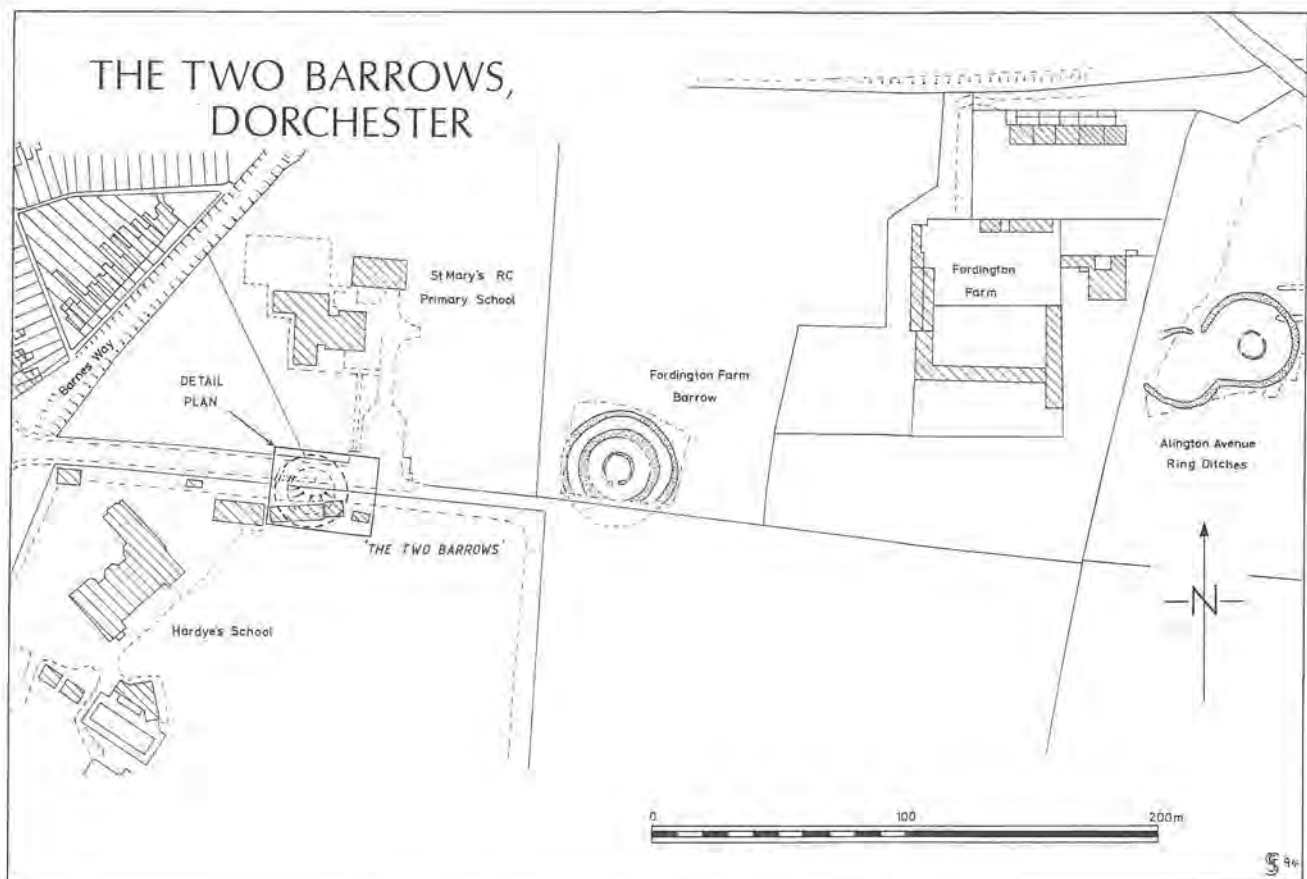 THE TWO BARROWS,
DORCHESTER
St Mary's RC
Primary School
Fordington
Farm
Barnes Way
DETAIL
PLAN
Fordington Farm
Barrow
Alington Avenue
Ring Ditches
'THE TWO BARROWS'
N
Hardye's School
0 100 200m
94